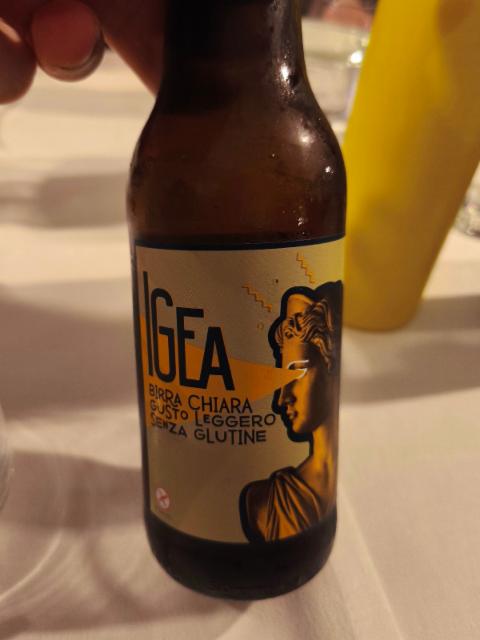 IGEA
BIRRA CHIARA
GUSTO LEGGERO
SENZA GLUTINE